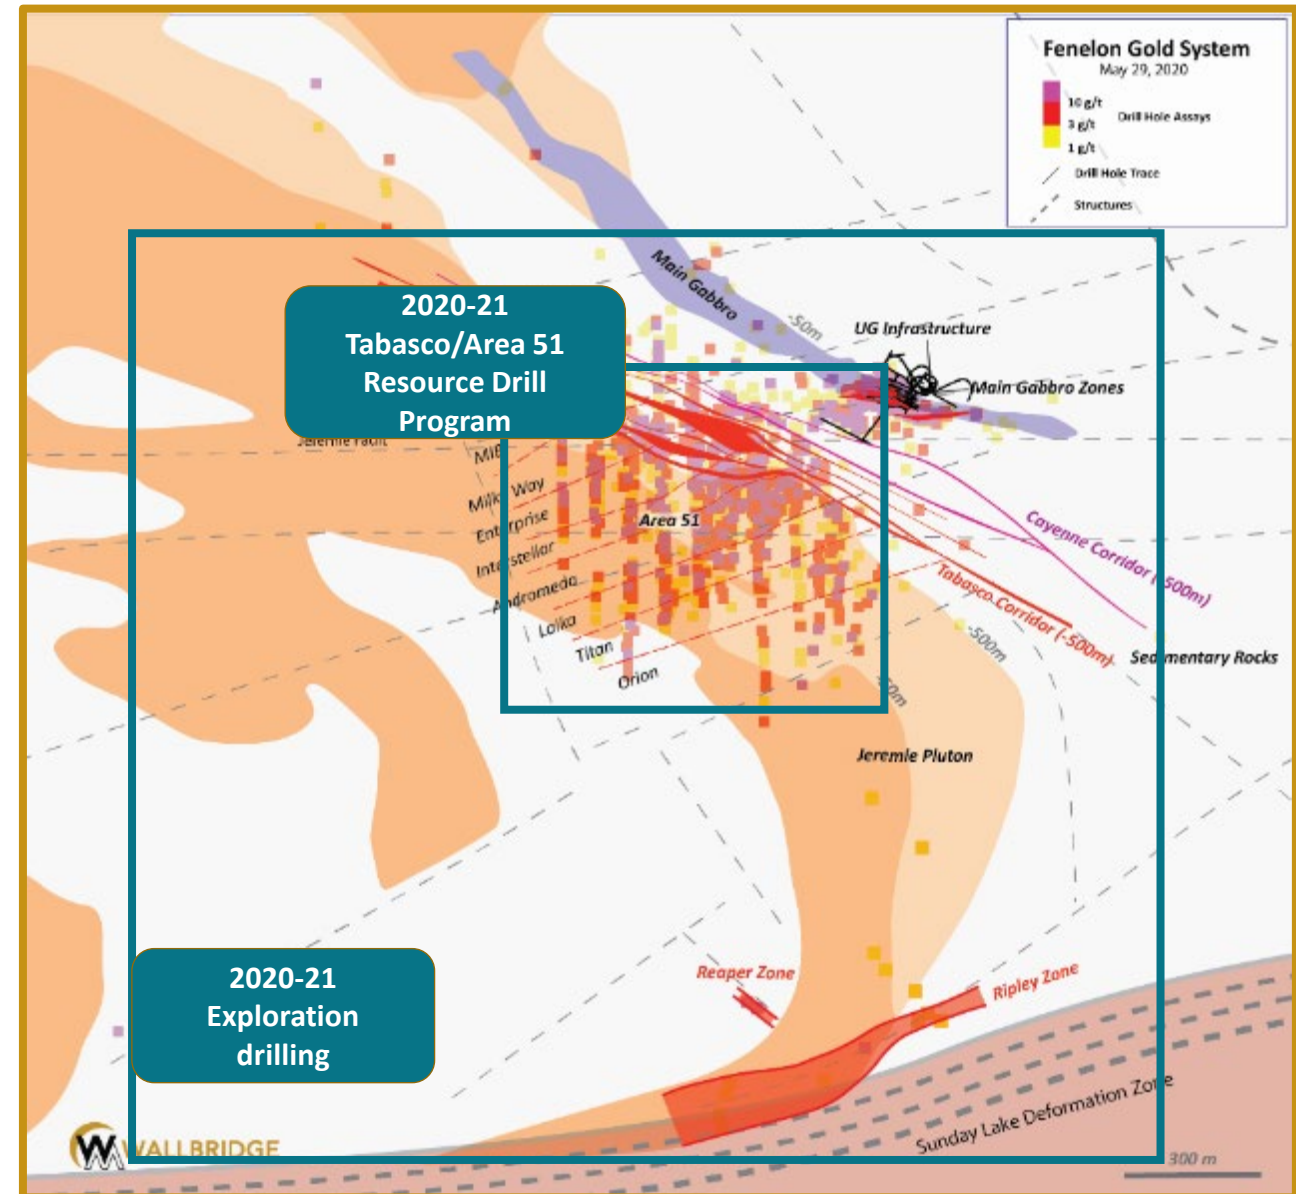 Fenelon Gold System
May 29, 2020
10 g/t
3 g/t
1 g/t
Drill Hole Assays
Drill Hole Trace
Structures
Main Gabbro
-50m
UG Infrastructure
Main Gabbro Zones
2020-21
Tabasco/Area 51
Resource Drill
Program
Milky Way
Enterprise
Interstellar
Andromeda
Laika
Titan
Orion
Area 51
Cayenne Corridor (-500m)
Tabasco Corridor (-500m)
-500m
Sedimentary Rocks
-50m
Jeremie Pluton
2020-21
Exploration
drilling
Reaper Zone
Ripley Zone
Sunday Lake Deformation Zone
WALLBRIDGE
300 m